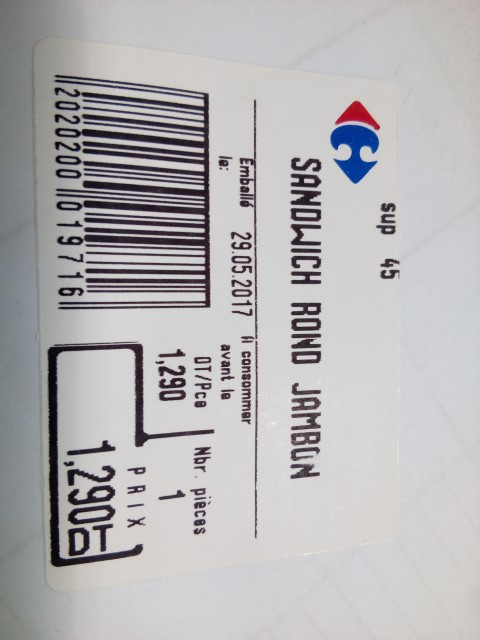 sup 45
SANDWICH ROND JAMBON
Emballé le: 29.05.2017
A consommer avant le
DT/Pce
1,290
Nbr. pièces
1
2020200019716
PRIX
1,290DT